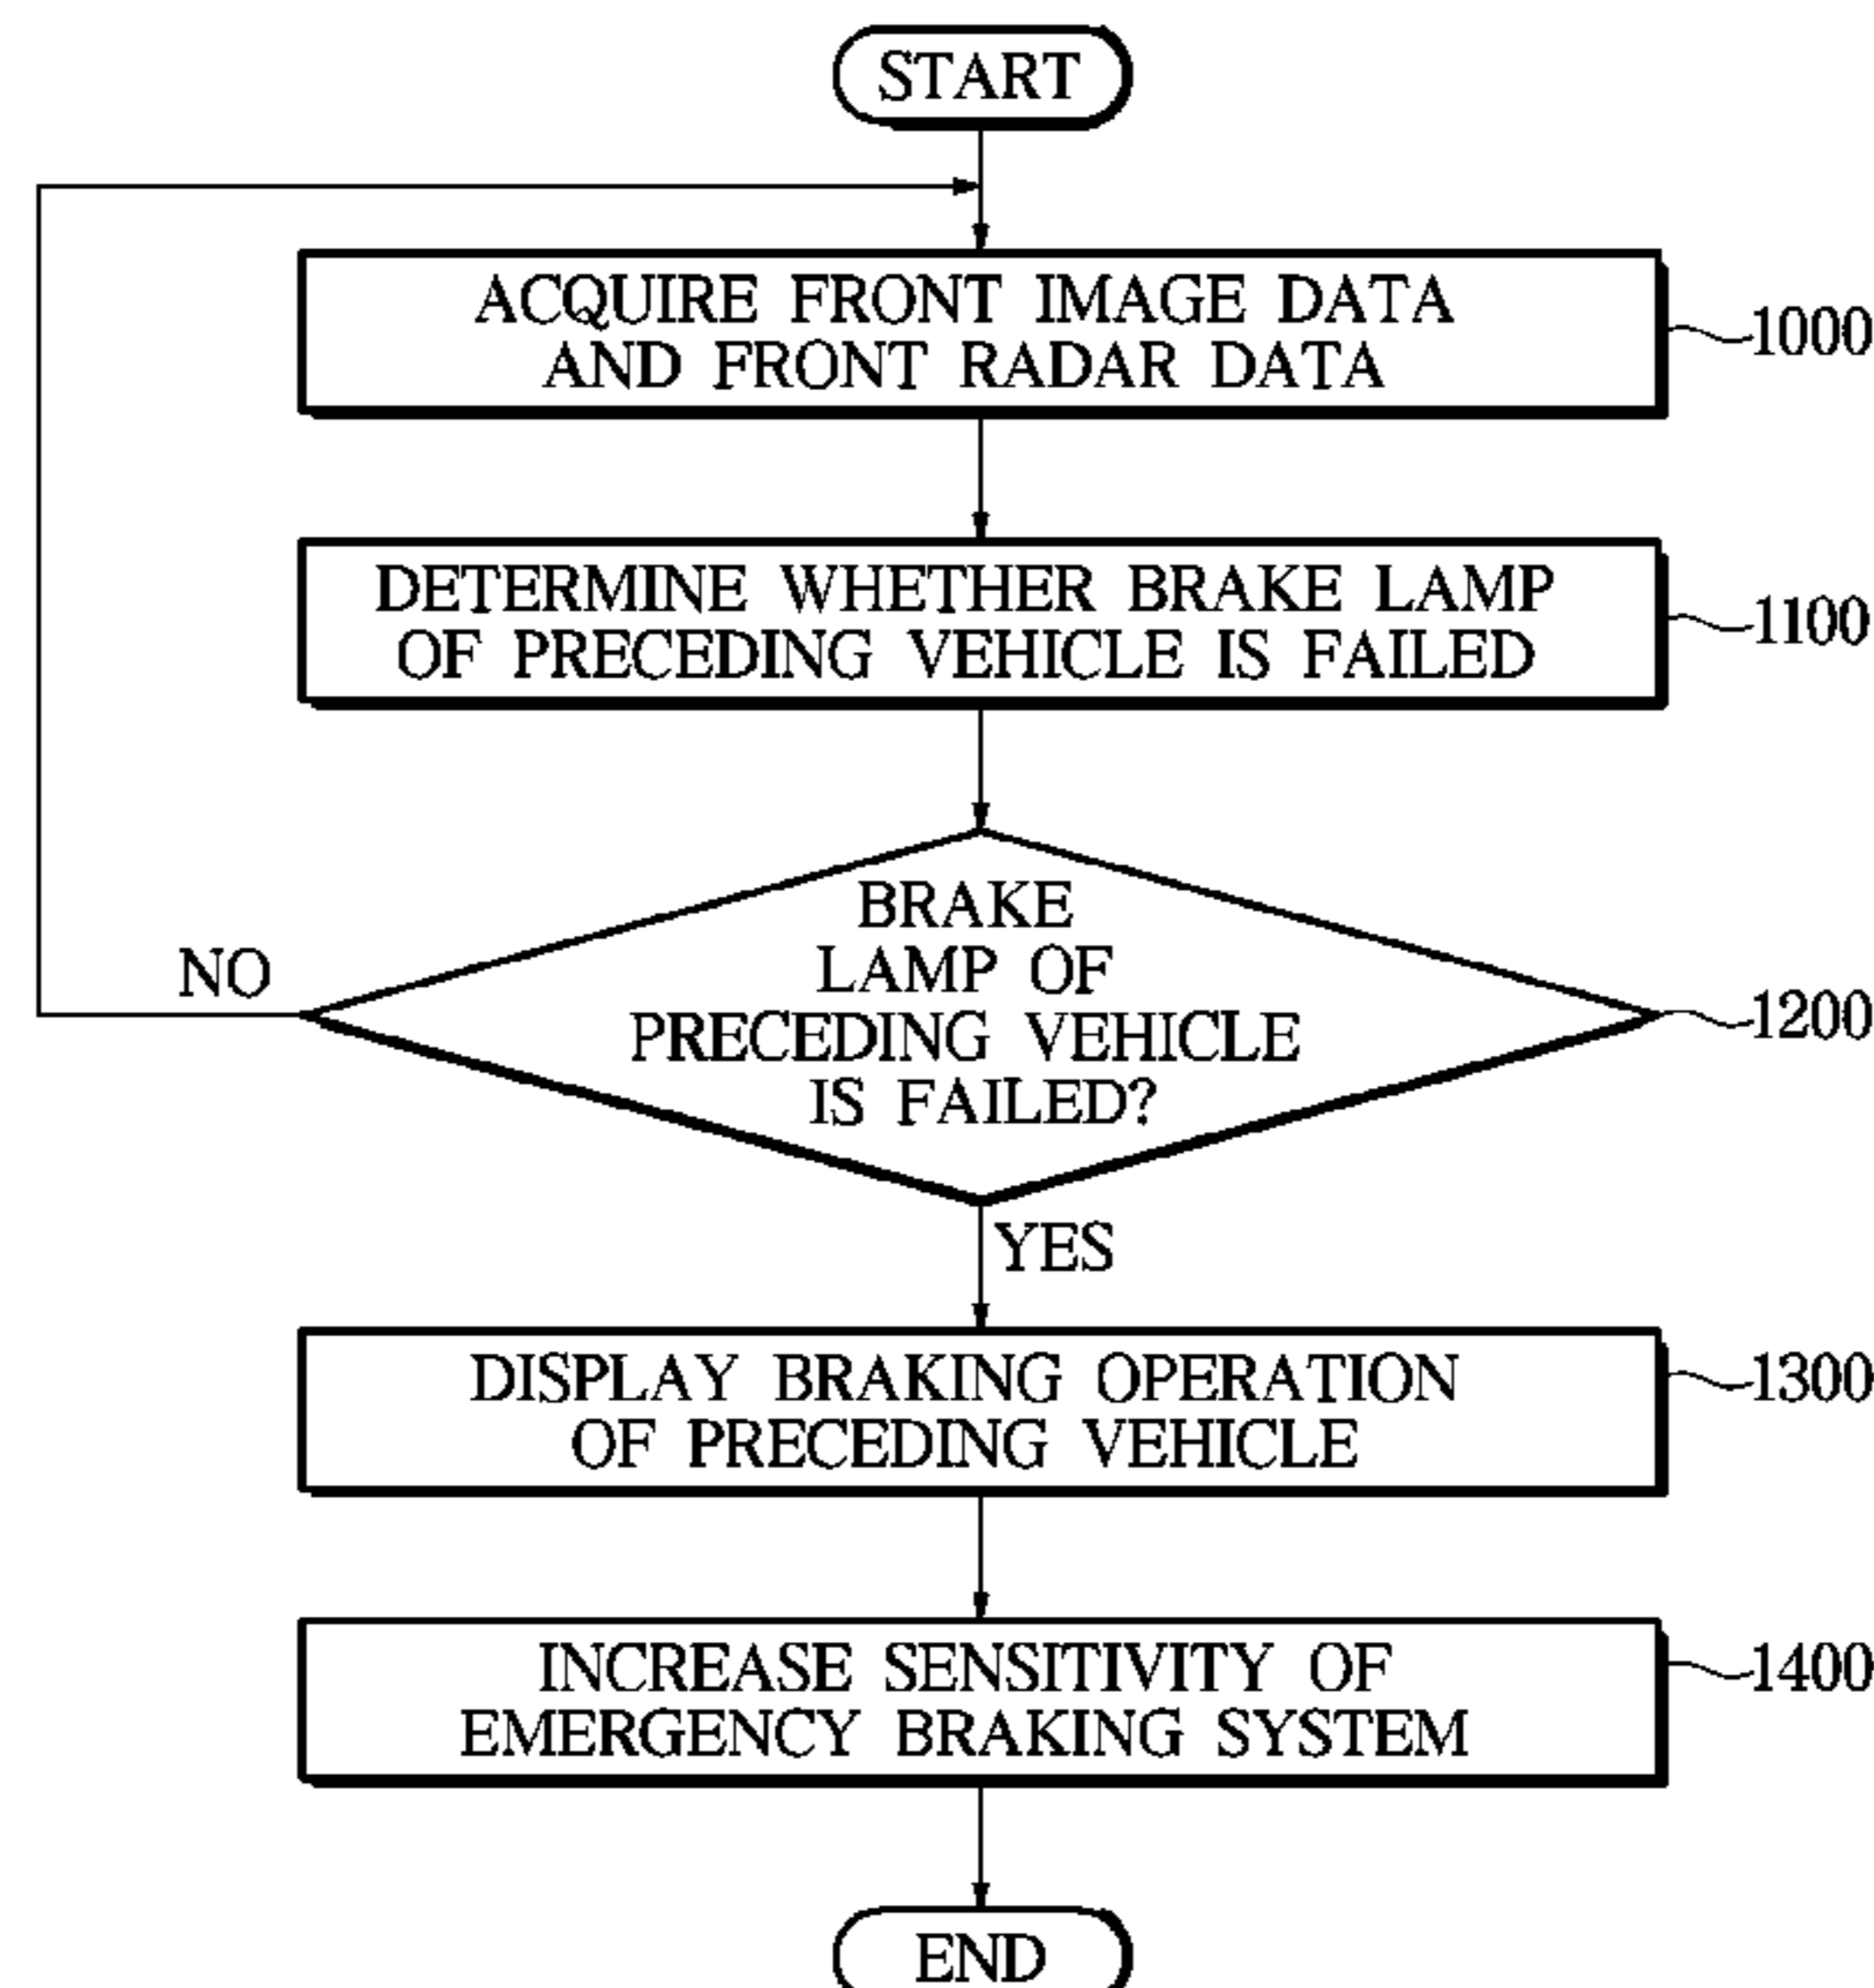 START
ACQUIRE FRONT IMAGE DATA
AND FRONT RADAR DATA
1000
DETERMINE WHETHER BRAKE LAMP
OF PRECEDING VEHICLE IS FAILED
1100
BRAKE
LAMP OF
PRECEDING VEHICLE
IS FAILED?
1200
NO
YES
DISPLAY BRAKING OPERATION
OF PRECEDING VEHICLE
1300
INCREASE SENSITIVITY OF
EMERGENCY BRAKING SYSTEM
1400
END